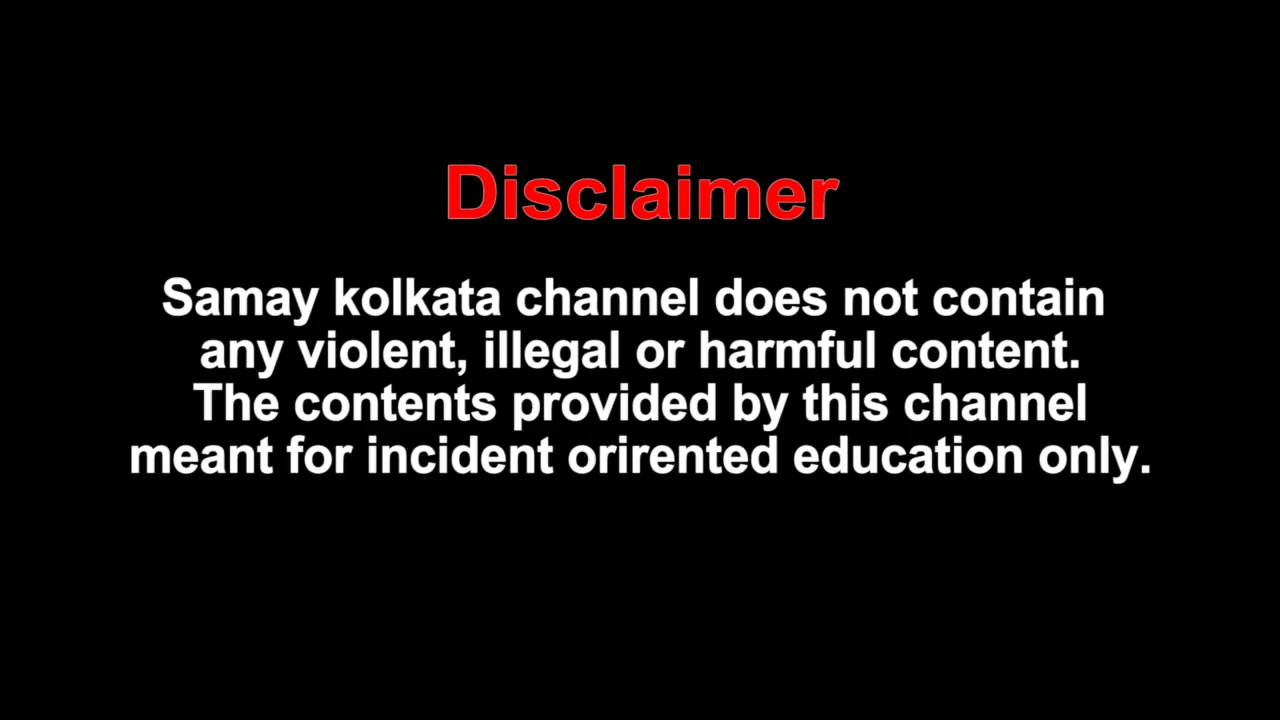 Disclaimer
Samay kolkata channel does not contain
any violent, illegal or harmful content.
The contents provided by this channel
meant for incident orirented education only.